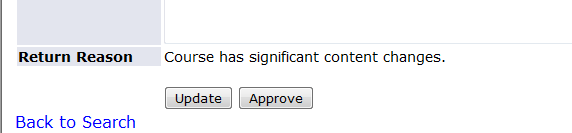 Return Reason Course has significant content changes.
Update Approve
Back to Search